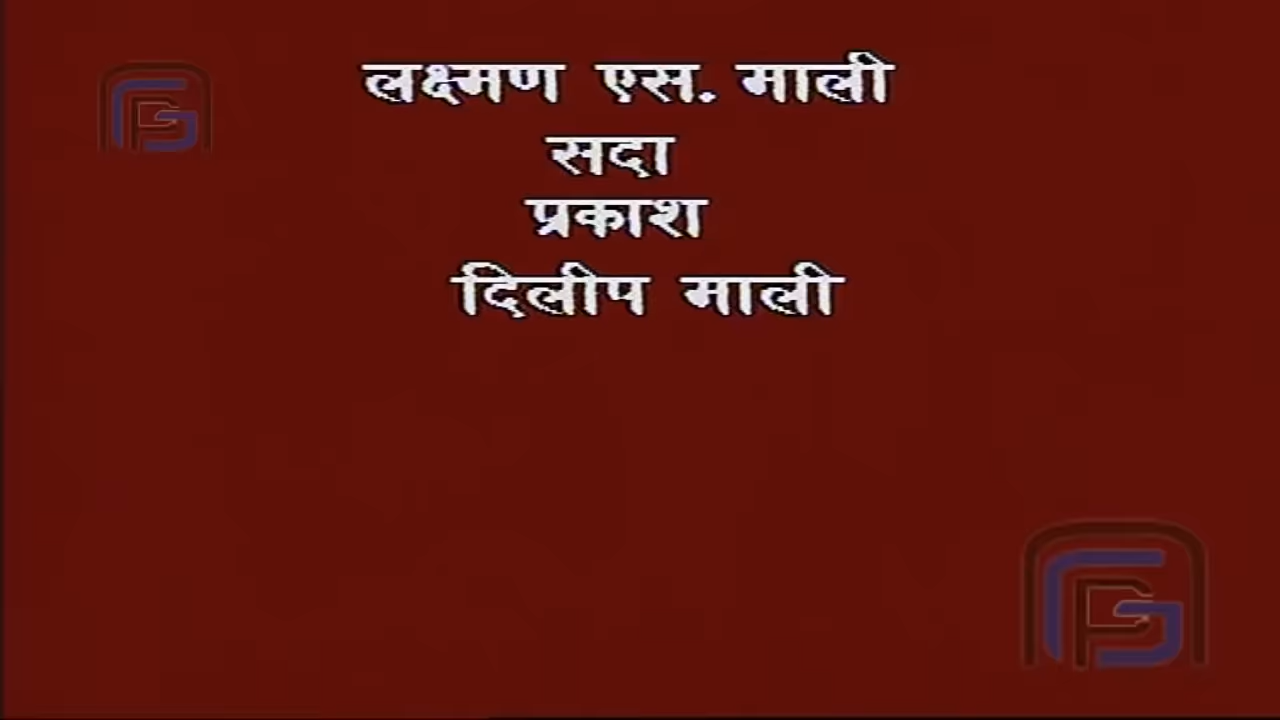 लक्ष्मण एस. माली
सदा
प्रकाश
दिलीप माली